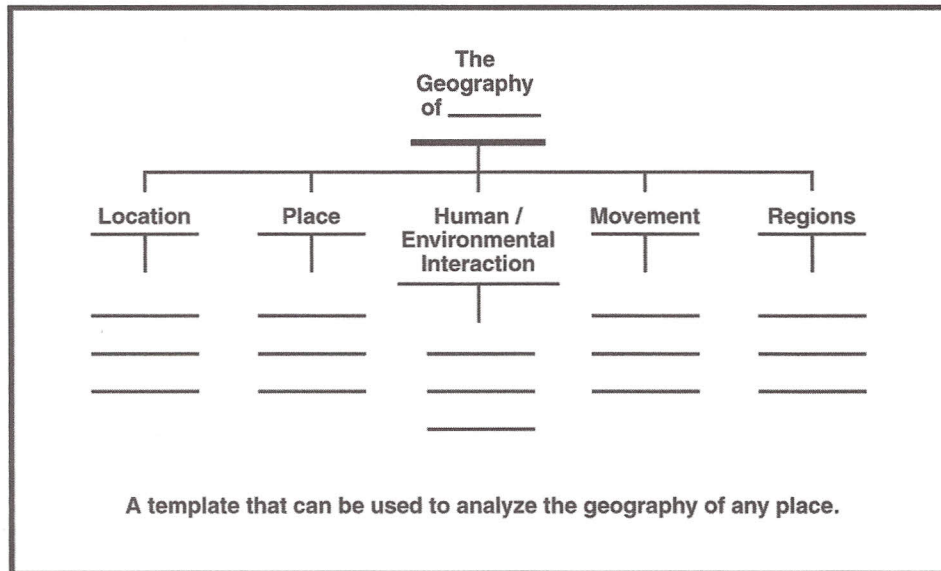 The
Geography
of
Location
Place
Human /
Environmental
Interaction
Movement
Regions
A template that can be used to analyze the geography of any place.